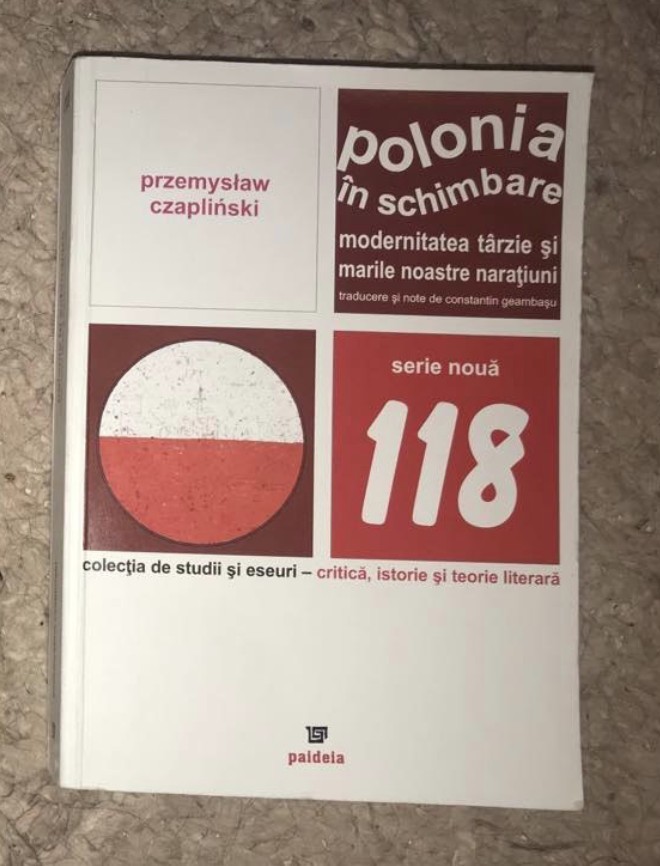 przemysław
czapliński
polonia
în schimbare
modernitatea târzie şi
marile noastre naraţiuni
traducere şi note de constantin geambaşu
serie nouă
118
colecţia de studii şi eseuri – critică, istorie şi teorie literară
paideia